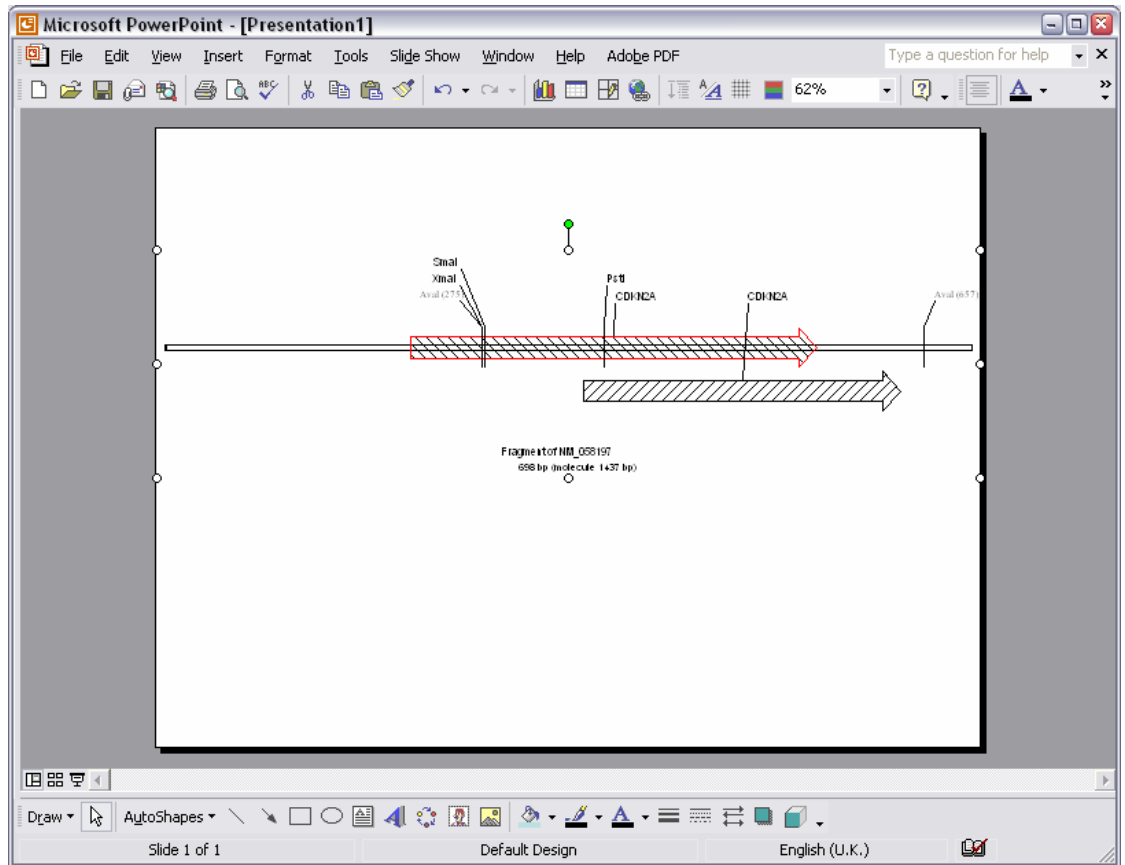 Microsoft PowerPoint - [Presentation1]
File Edit View Insert Format Tools Slide Show Window Help Adobe PDF Type a question for help
62%
SmaI
XmaI PstI
AvaI (275) CDKN2A CDKN2A AvaI (657)
Fragment of NM_058197
698 bp (molecule 1437 bp)
Draw AutoShapes
Slide 1 of 1 Default Design English (U.K.)